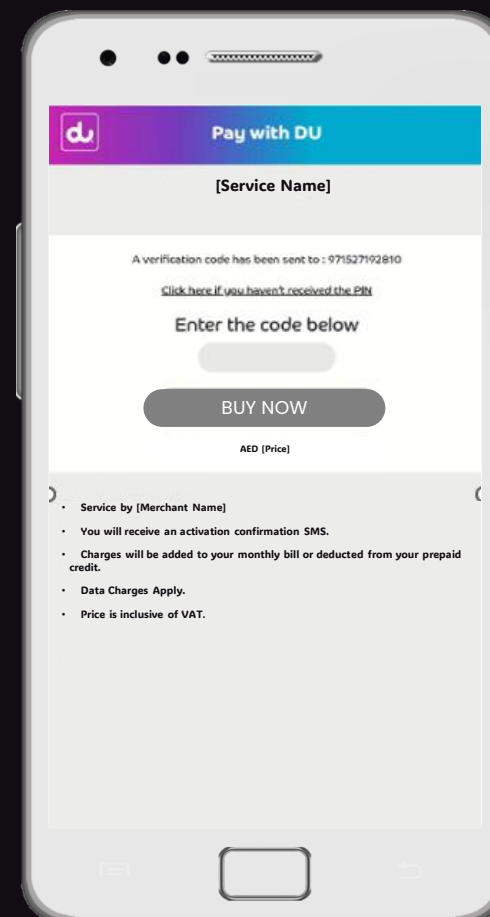 du
Pay with DU
[Service Name]
A verification code has been sent to : 971527192810
Click here if you haven't received the PIN
Enter the code below
BUY NOW
AED [Price]
• Service by [Merchant Name]
• You will receive an activation confirmation SMS.
• Charges will be added to your monthly bill or deducted from your prepaid
credit.
• Data Charges Apply.
• Price is inclusive of VAT.